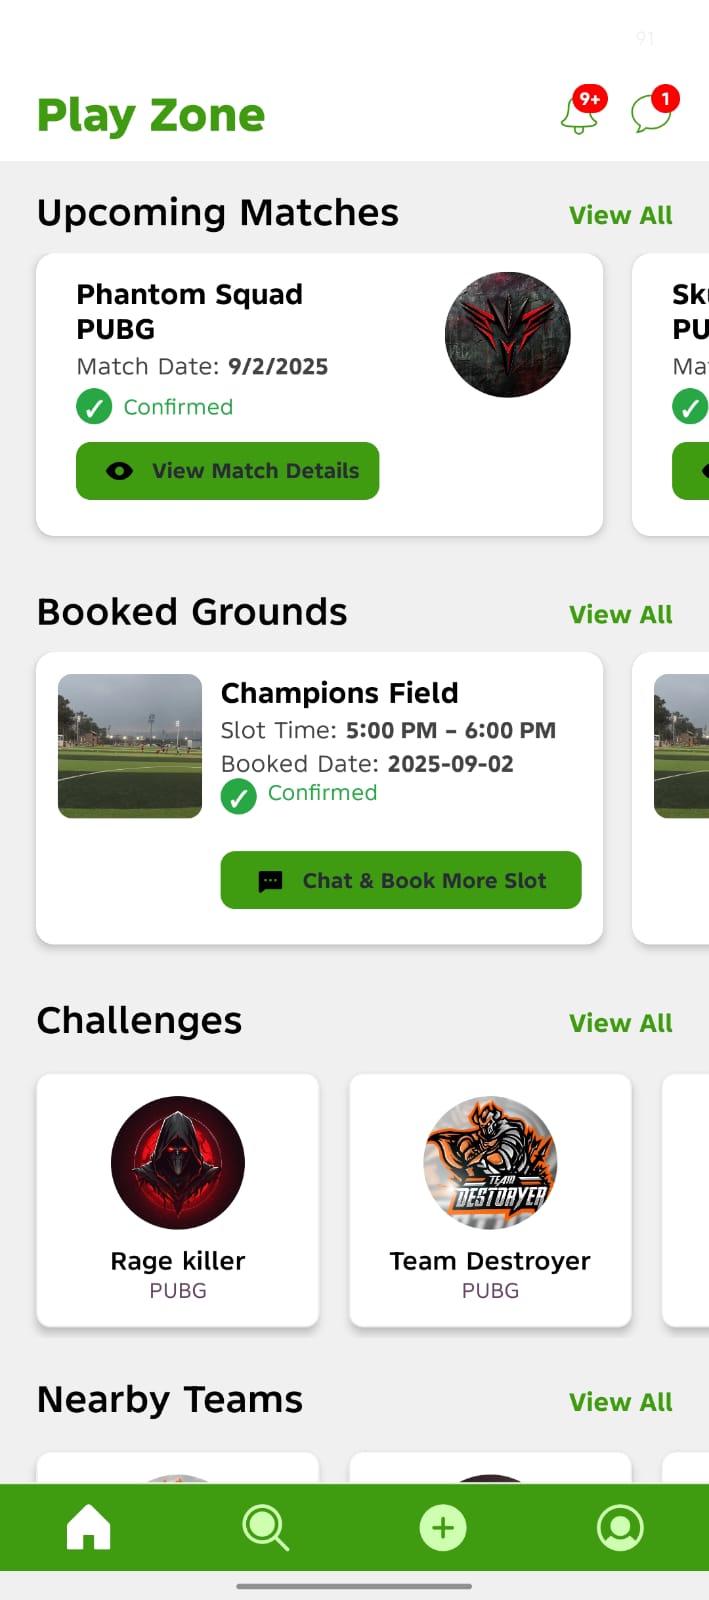 91
Play Zone
9+
1
Upcoming Matches
View All
Phantom Squad
PUBG
Match Date: 9/2/2025
Confirmed
View Match Details
Sk
PU
Ma
Booked Grounds
View All
Champions Field
Slot Time: 5:00 PM – 6:00 PM
Booked Date: 2025-09-02
Confirmed
Chat & Book More Slot
Challenges
View All
TEAM
DESTORYER
Rage killer
PUBG
Team Destroyer
PUBG
Nearby Teams
View All